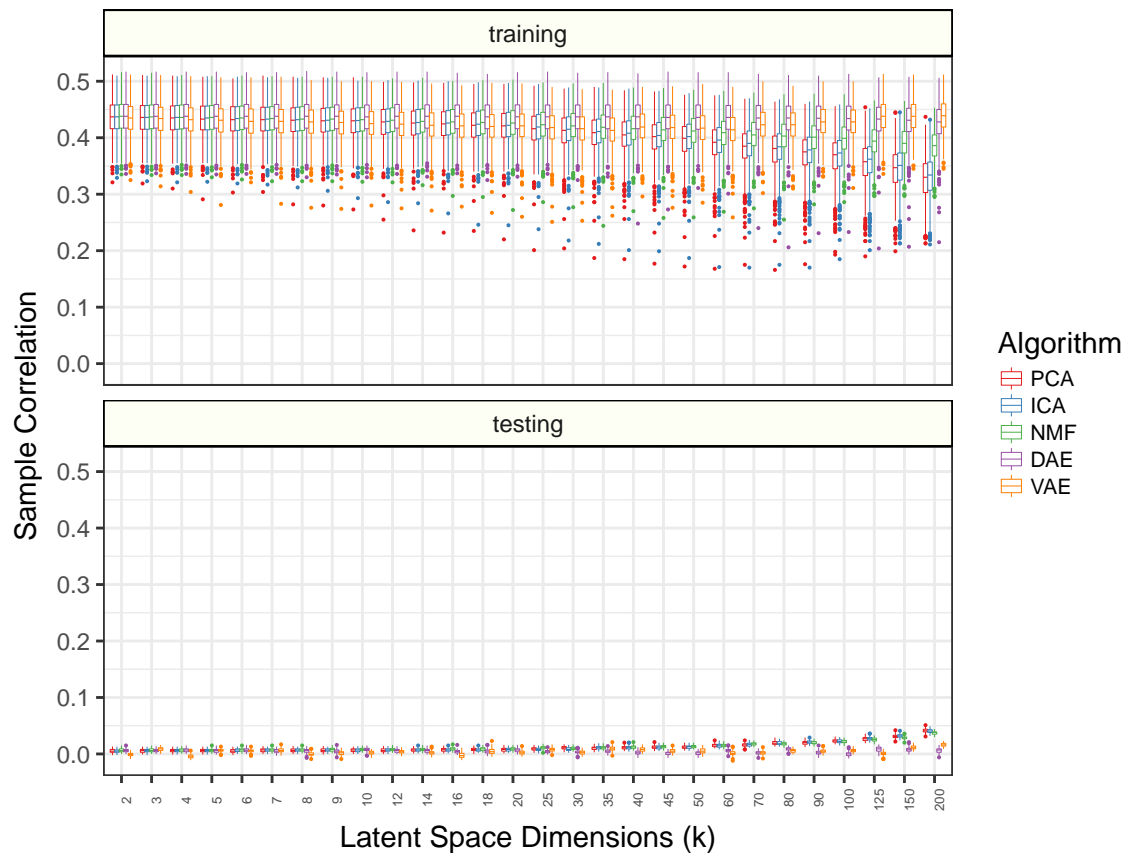 training
0.5
0.4
0.3
0.2
0.1
0.0
testing
0.5
0.4
0.3
0.2
0.1
0.0
Sample Correlation
2 3 4 5 6 7 8 9 10 12 14 16 18 20 25 30 35 40 45 50 60 70 80 90 100 125 150 200
Latent Space Dimensions (k)
Algorithm
PCA
ICA
NMF
DAE
VAE